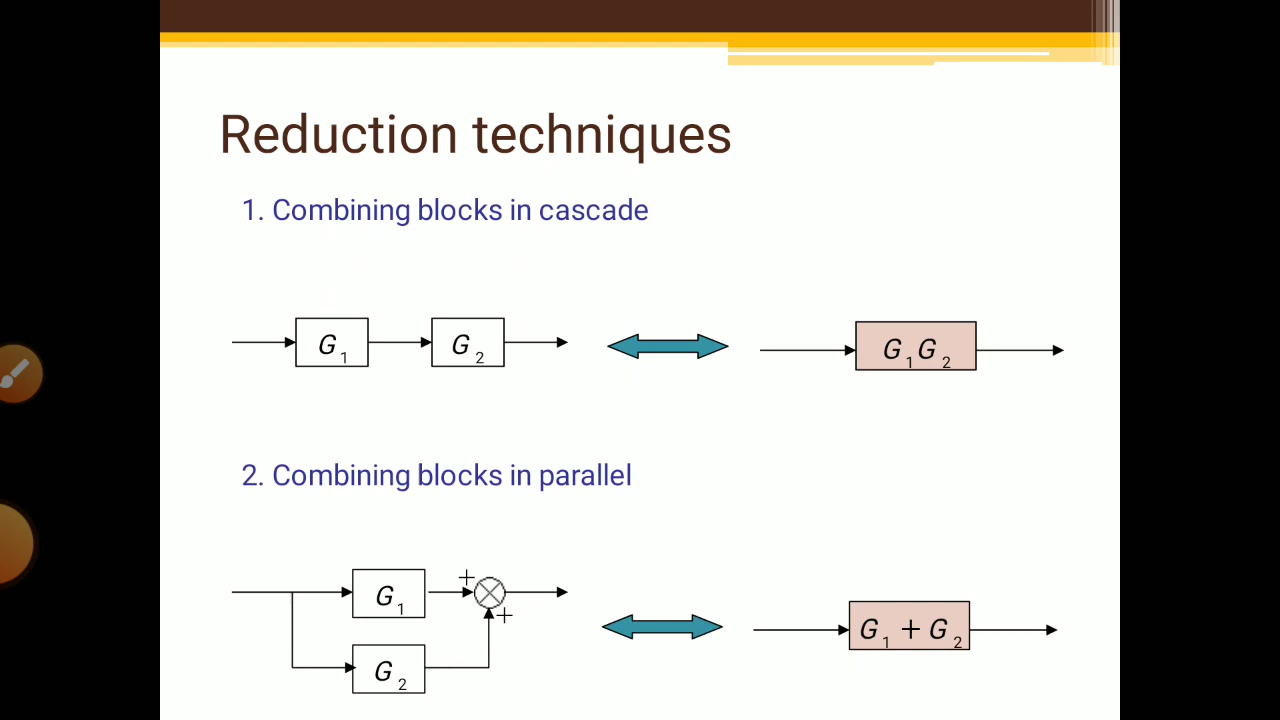 Reduction techniques
1. Combining blocks in cascade
G1 G2 G1G2
2. Combining blocks in parallel
G1 + +
G1 + G2
G2